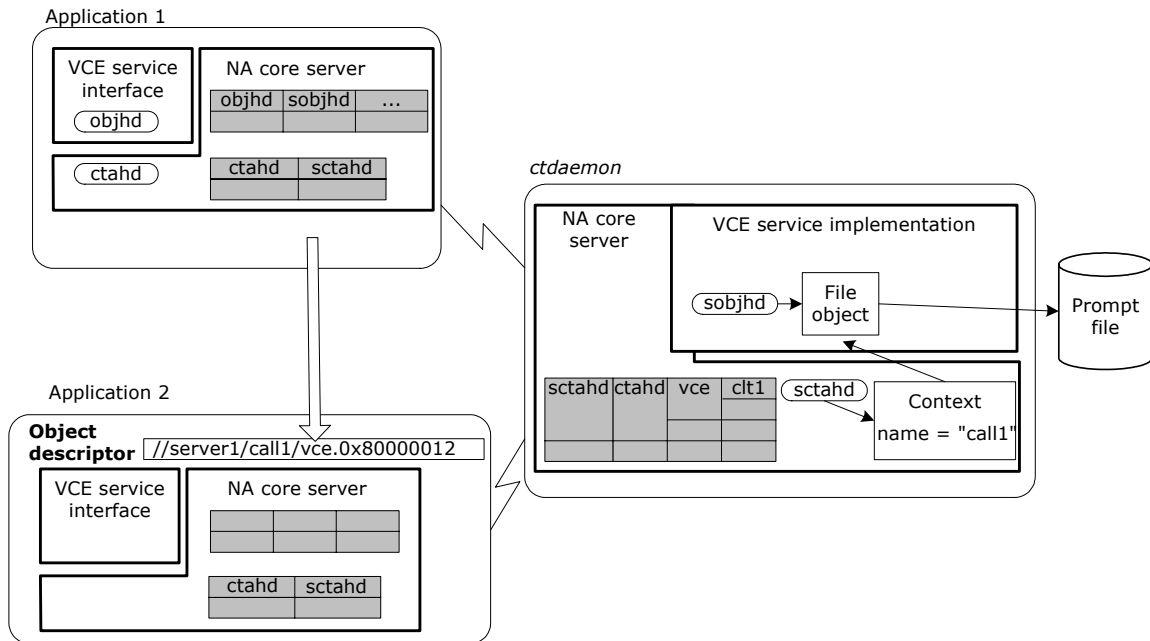 Application 1
VCE service
interface
objhd
NA core server
objhd sobjhd ...
ctahd
ctahd sctahd
ctdaemon
NA core
server
VCE service implementation
sobjhd
File
object
Prompt
file
sctahd ctahd vce clt1
sctahd
Context
name = "call1"
Application 2
Object
descriptor
//server1/call1/vce.0x80000012
VCE service
interface
NA core server
ctahd sctahd